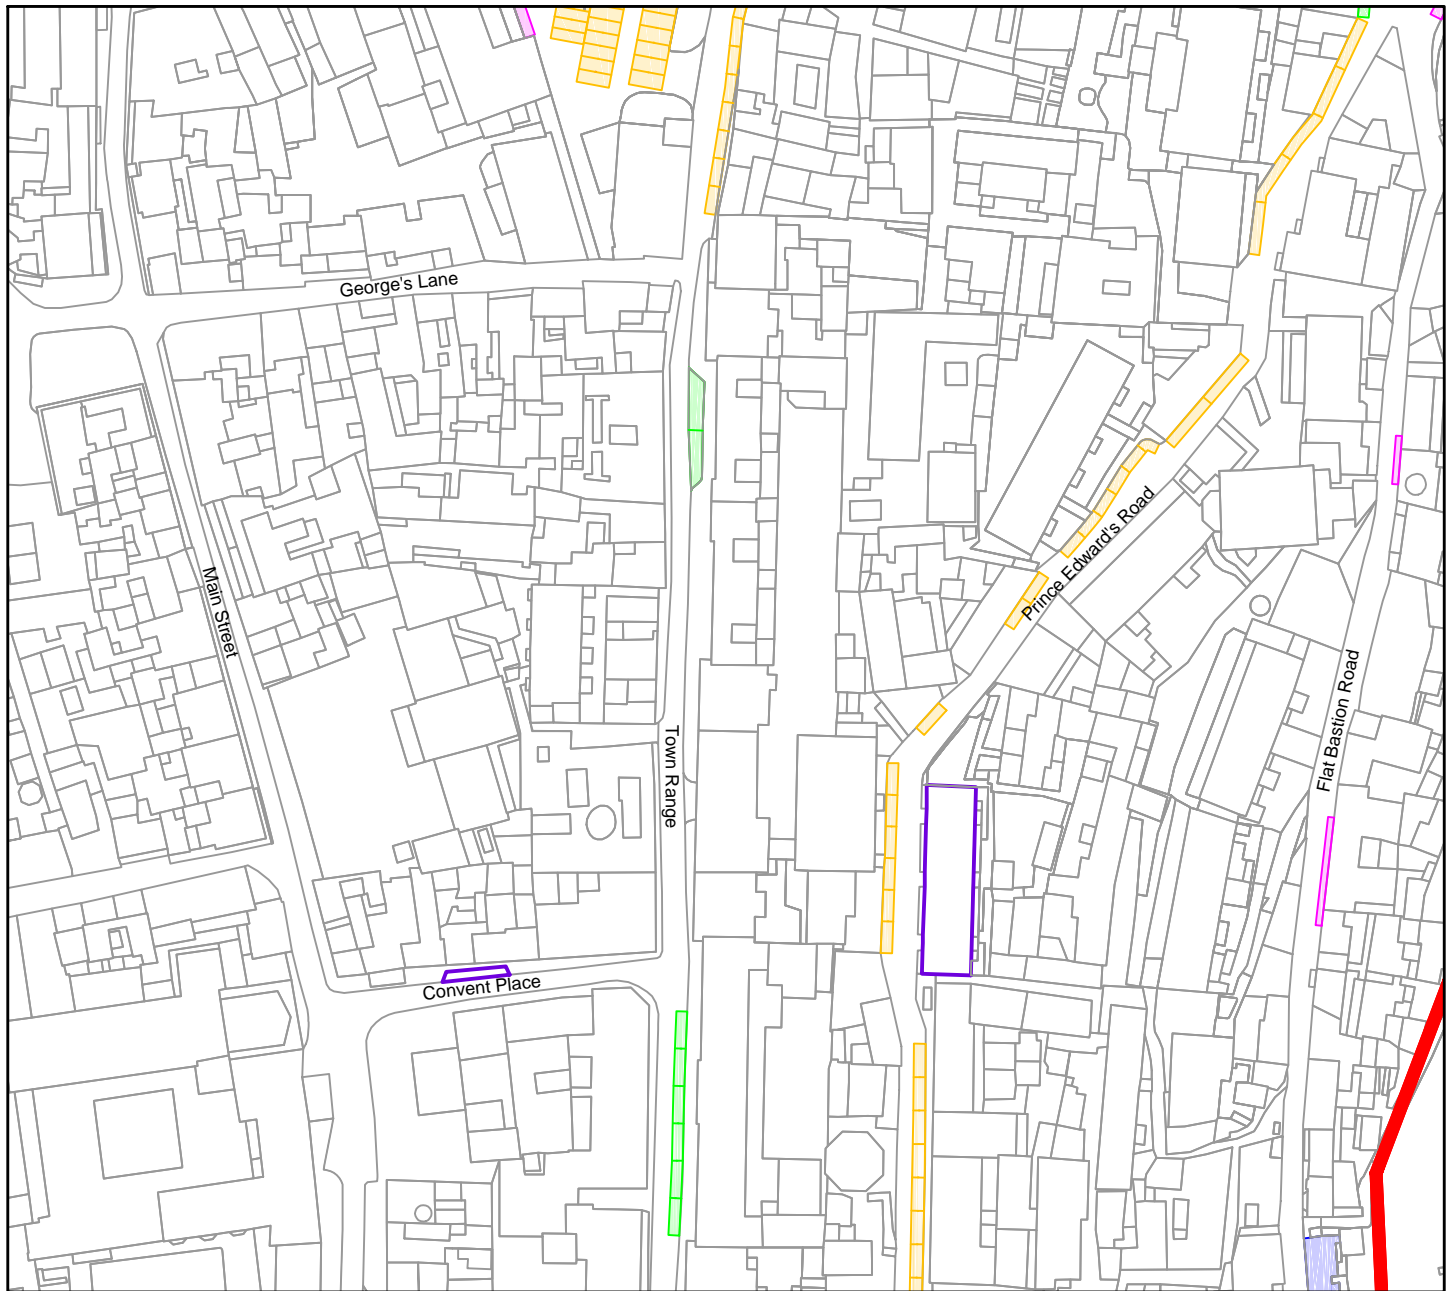 George's Lane
Prince Edward's Road
Main Street
Flat Bastion Road
Town Range
Convent Place